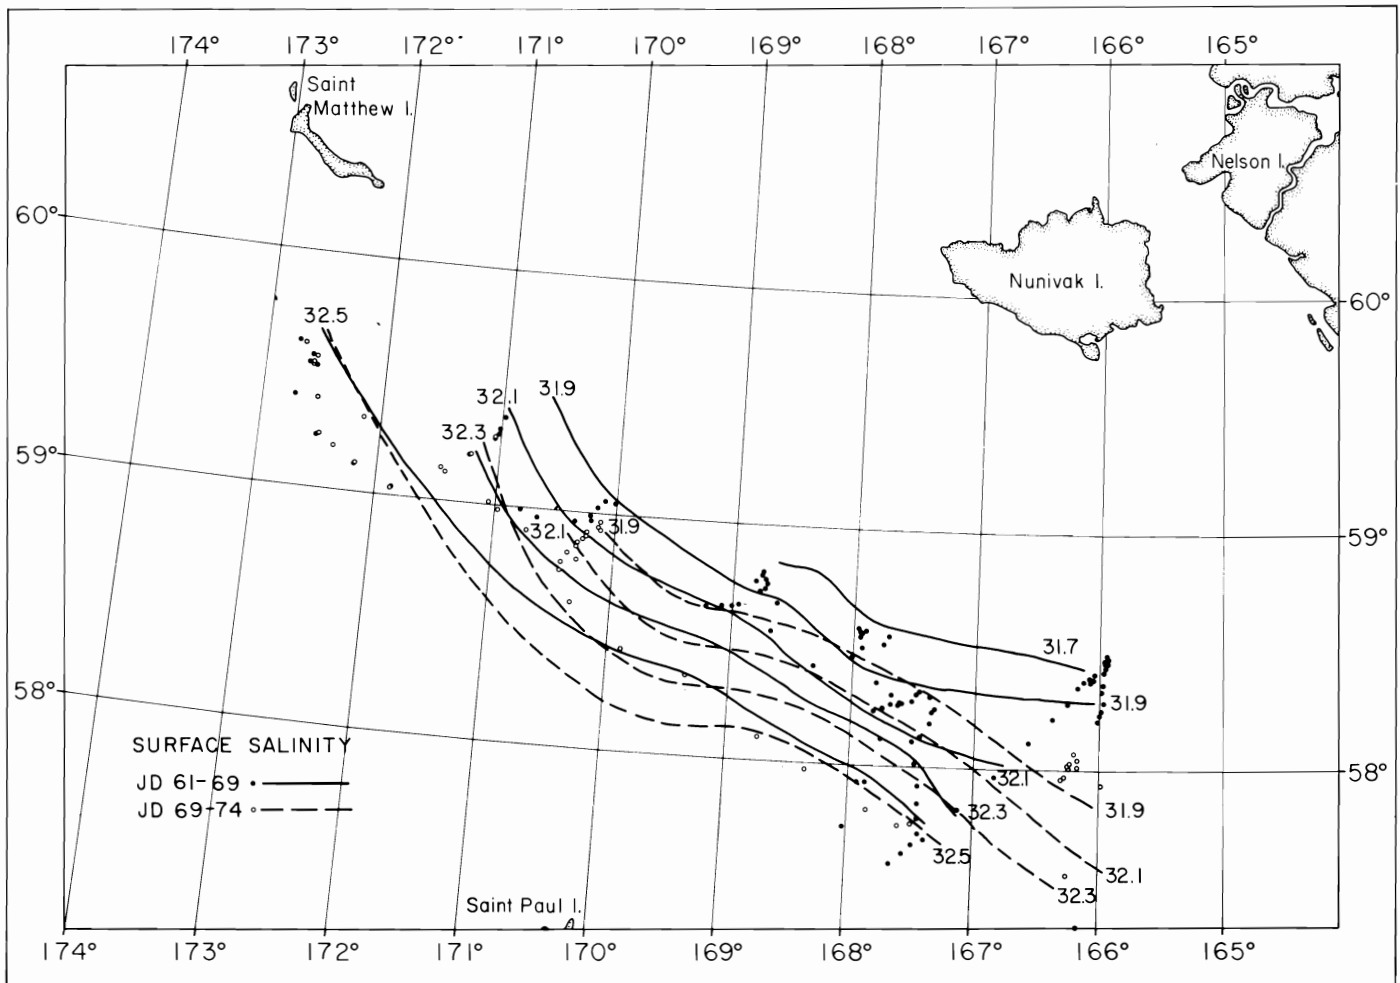 174° 173° 172° 171° 170° 169° 168° 167° 166° 165°
Saint
Matthew I.
Nelson I.
60°
Nunivak I.
60°
32.5
31.9
32.1
32.3
59°
32.1
31.9
59°
31.7
58°
31.9
SURFACE SALINITY
JD 61-69
JD 69-74
58°
32.1
32.3
31.9
32.5
32.1
32.3
Saint Paul I.
174° 173° 172° 171° 170° 169° 168° 167° 166° 165°